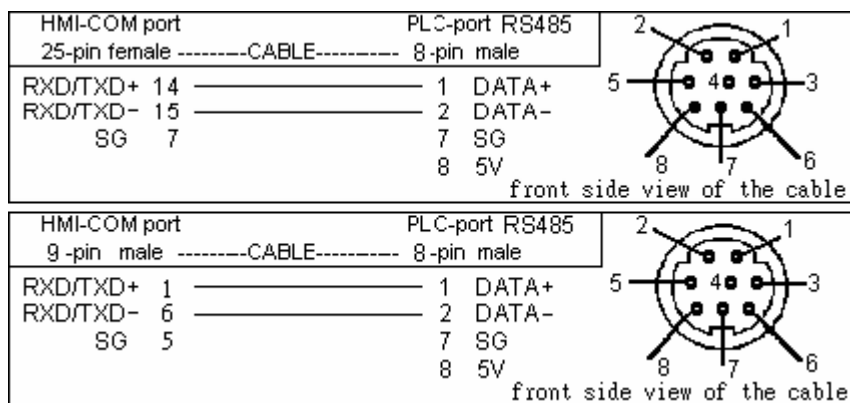 HMI-COM port PLC-port RS485
25-pin female ---------CABLE----------- 8-pin male
RXD/TXD+ 14 1 DATA+
RXD/TXD- 15 2 DATA-
SG 7 7 SG
8 5V
2 1
5 4 3
8 7 6
front side view of the cable
HMI-COM port PLC-port RS485
9-pin male ---------CABLE----------- 8-pin male
RXD/TXD+ 1 1 DATA+
RXD/TXD- 6 2 DATA-
SG 5 7 SG
8 5V
2 1
5 4 3
8 7 6
front side view of the cable